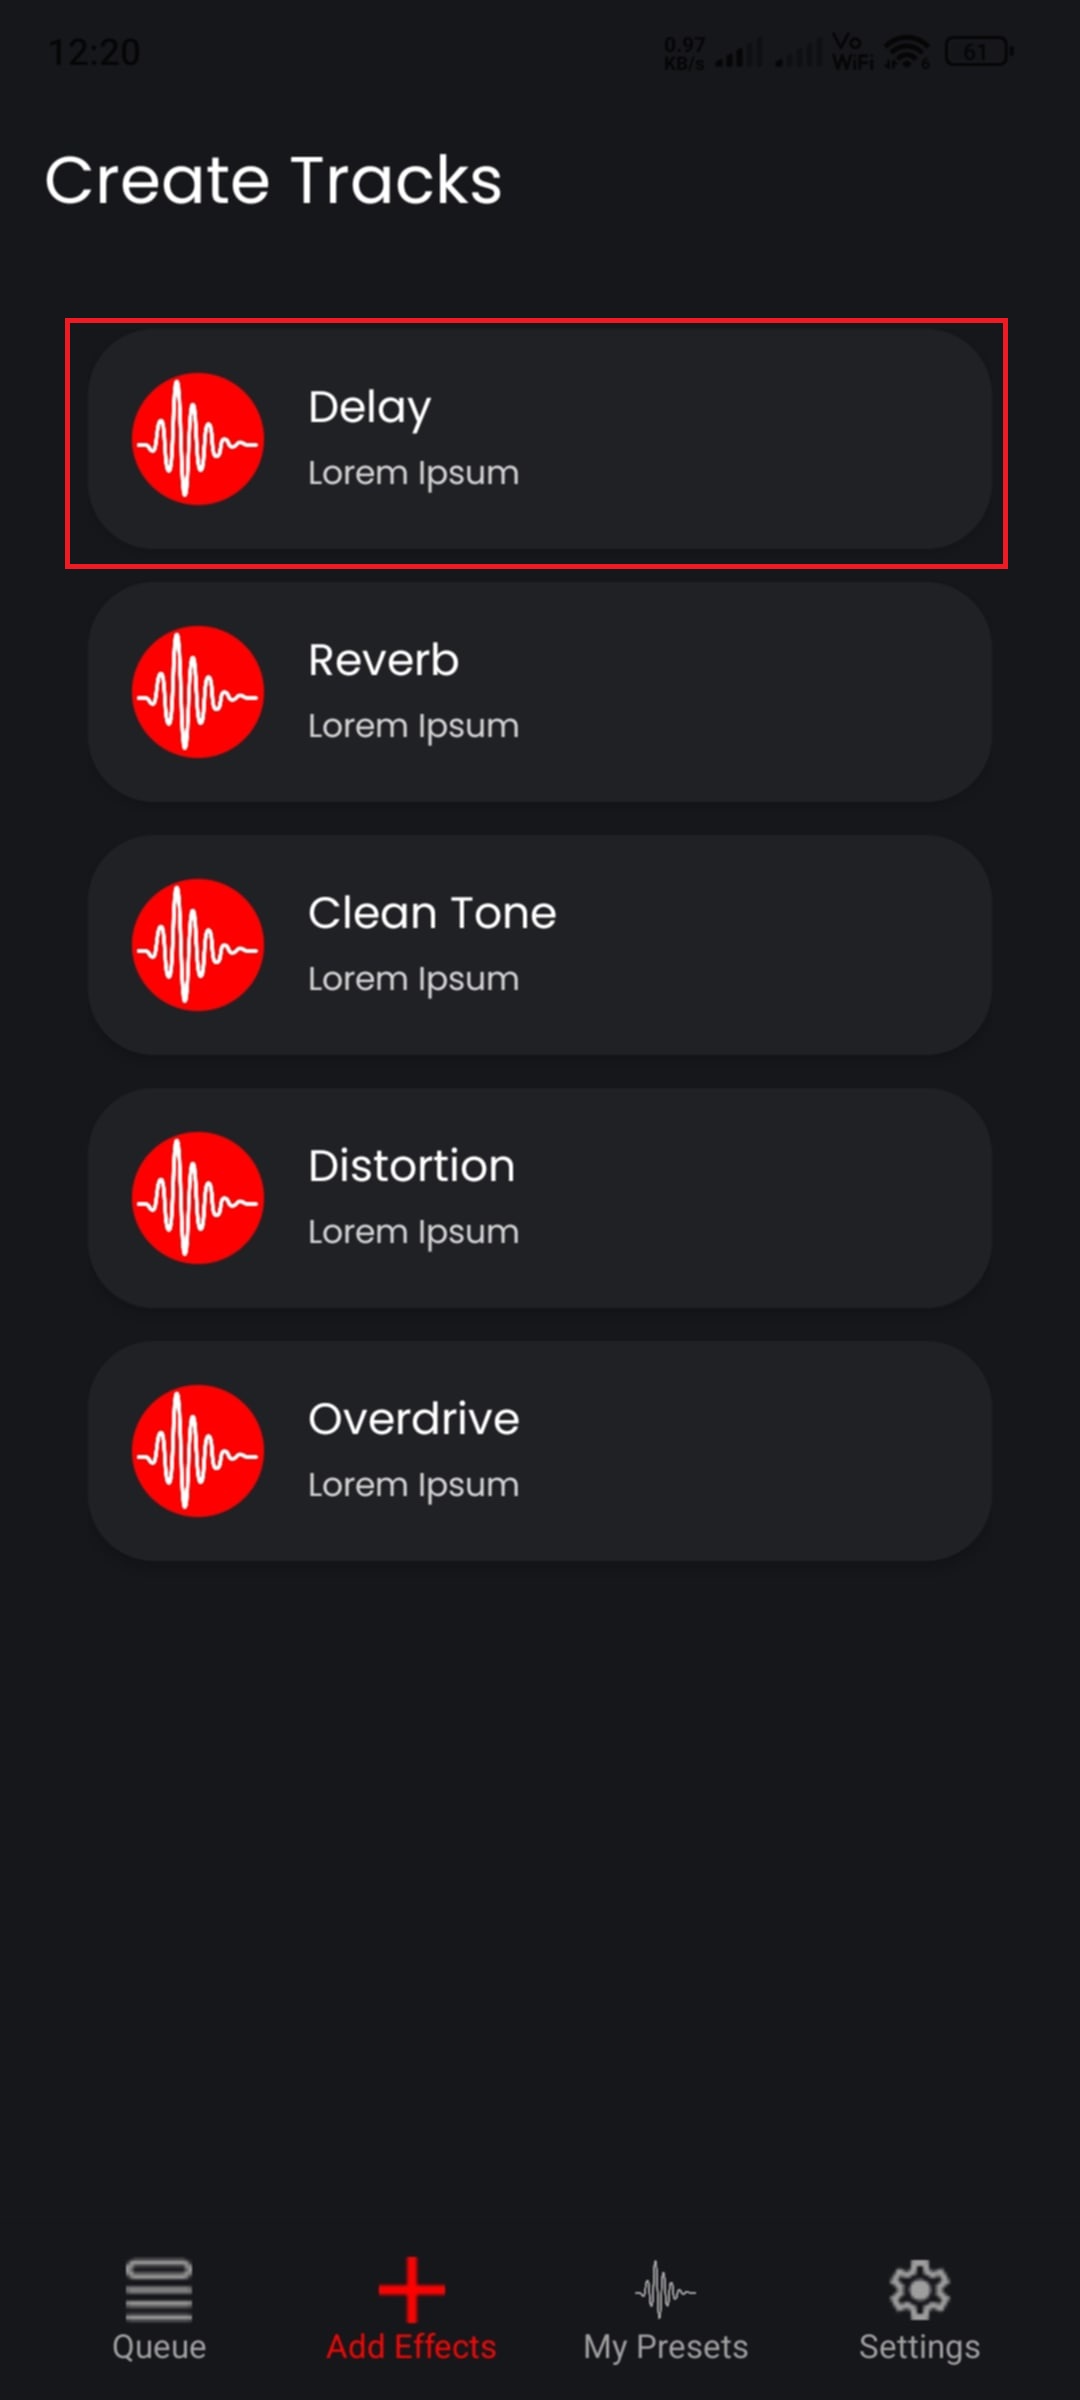 12:20
0.97
KB/s
Vo
WiFi
6
61
Create Tracks
Delay
Lorem Ipsum
Reverb
Lorem Ipsum
Clean Tone
Lorem Ipsum
Distortion
Lorem Ipsum
Overdrive
Lorem Ipsum
Queue
Add Effects
My Presets
Settings